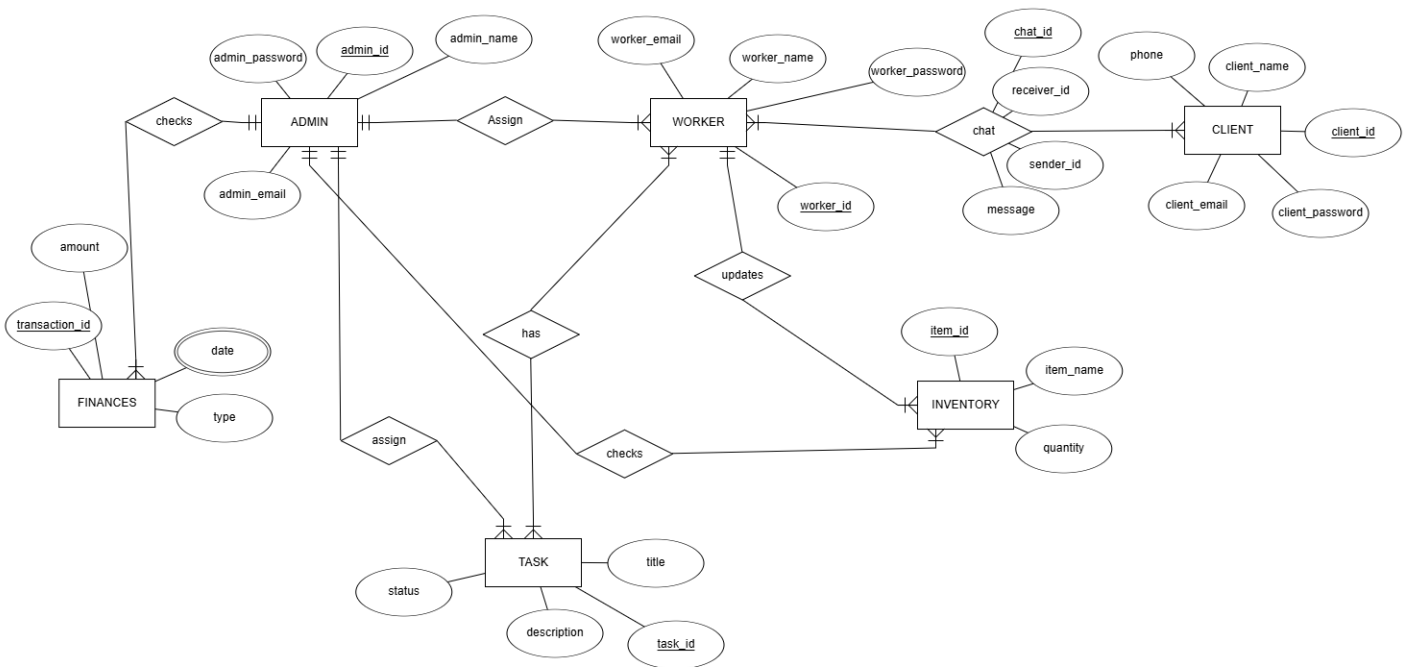 chat_id
admin_name
worker_email
admin_id
admin_password
worker_name
phone
client_name
worker_password
receiver_id
checks
ADMIN
Assign
WORKER
chat
CLIENT
client_id
sender_id
admin_email
worker_id
message
client_email
client_password
amount
updates
transaction_id
has
item_id
date
item_name
FINANCES
INVENTORY
type
assign
checks
quantity
TASK
title
status
description
task_id